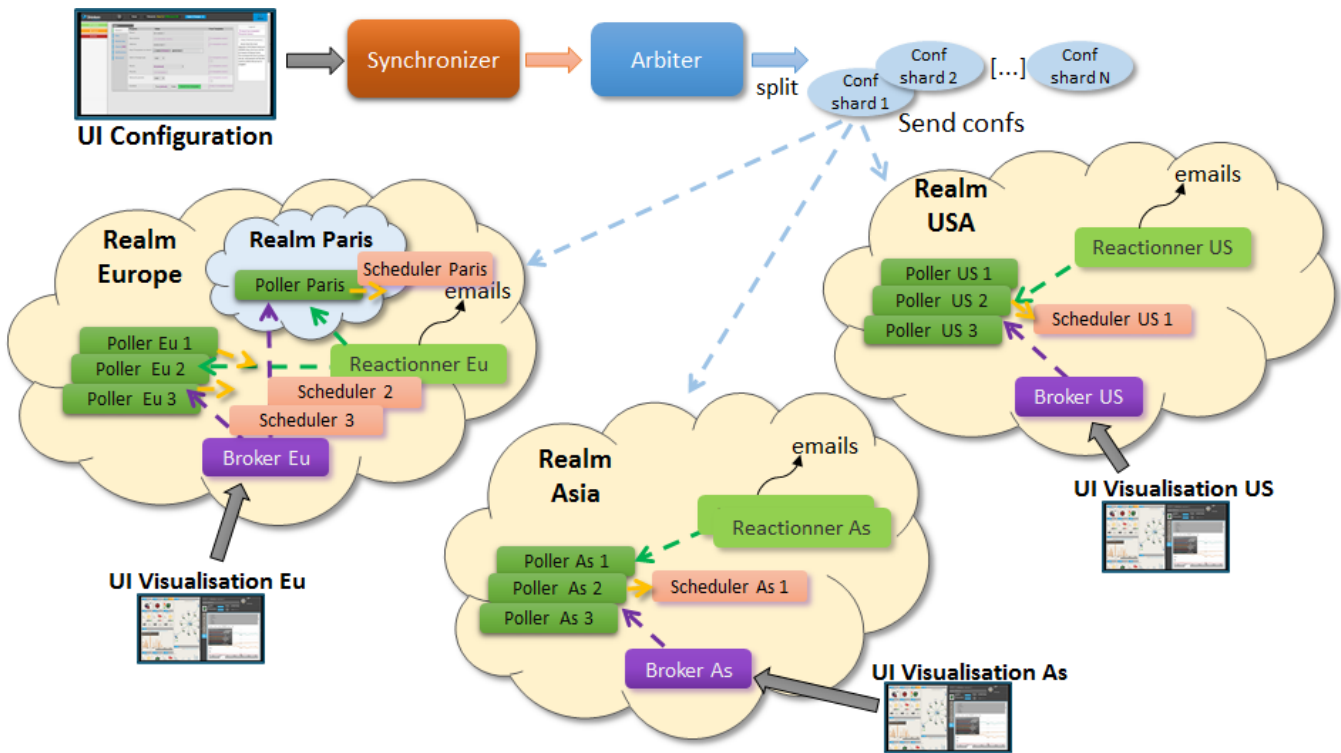 UI Configuration
Synchronizer
Arbiter
split
Conf
shard 1
Conf
shard 2
[...]
Conf
shard N
Send confs
Realm
Europe
Realm Paris
Poller Paris
Scheduler Paris
emails
Poller Eu 1
Poller Eu 2
Poller Eu 3
Reactionner Eu
Scheduler 2
Scheduler 3
Broker Eu
UI Visualisation Eu
Realm
Asia
emails
Reactionner As
Poller As 1
Poller As 2
Poller As 3
Scheduler As 1
Broker As
UI Visualisation As
Realm
USA
emails
Reactionner US
Poller US 1
Poller US 2
Poller US 3
Scheduler US 1
Broker US
UI Visualisation US